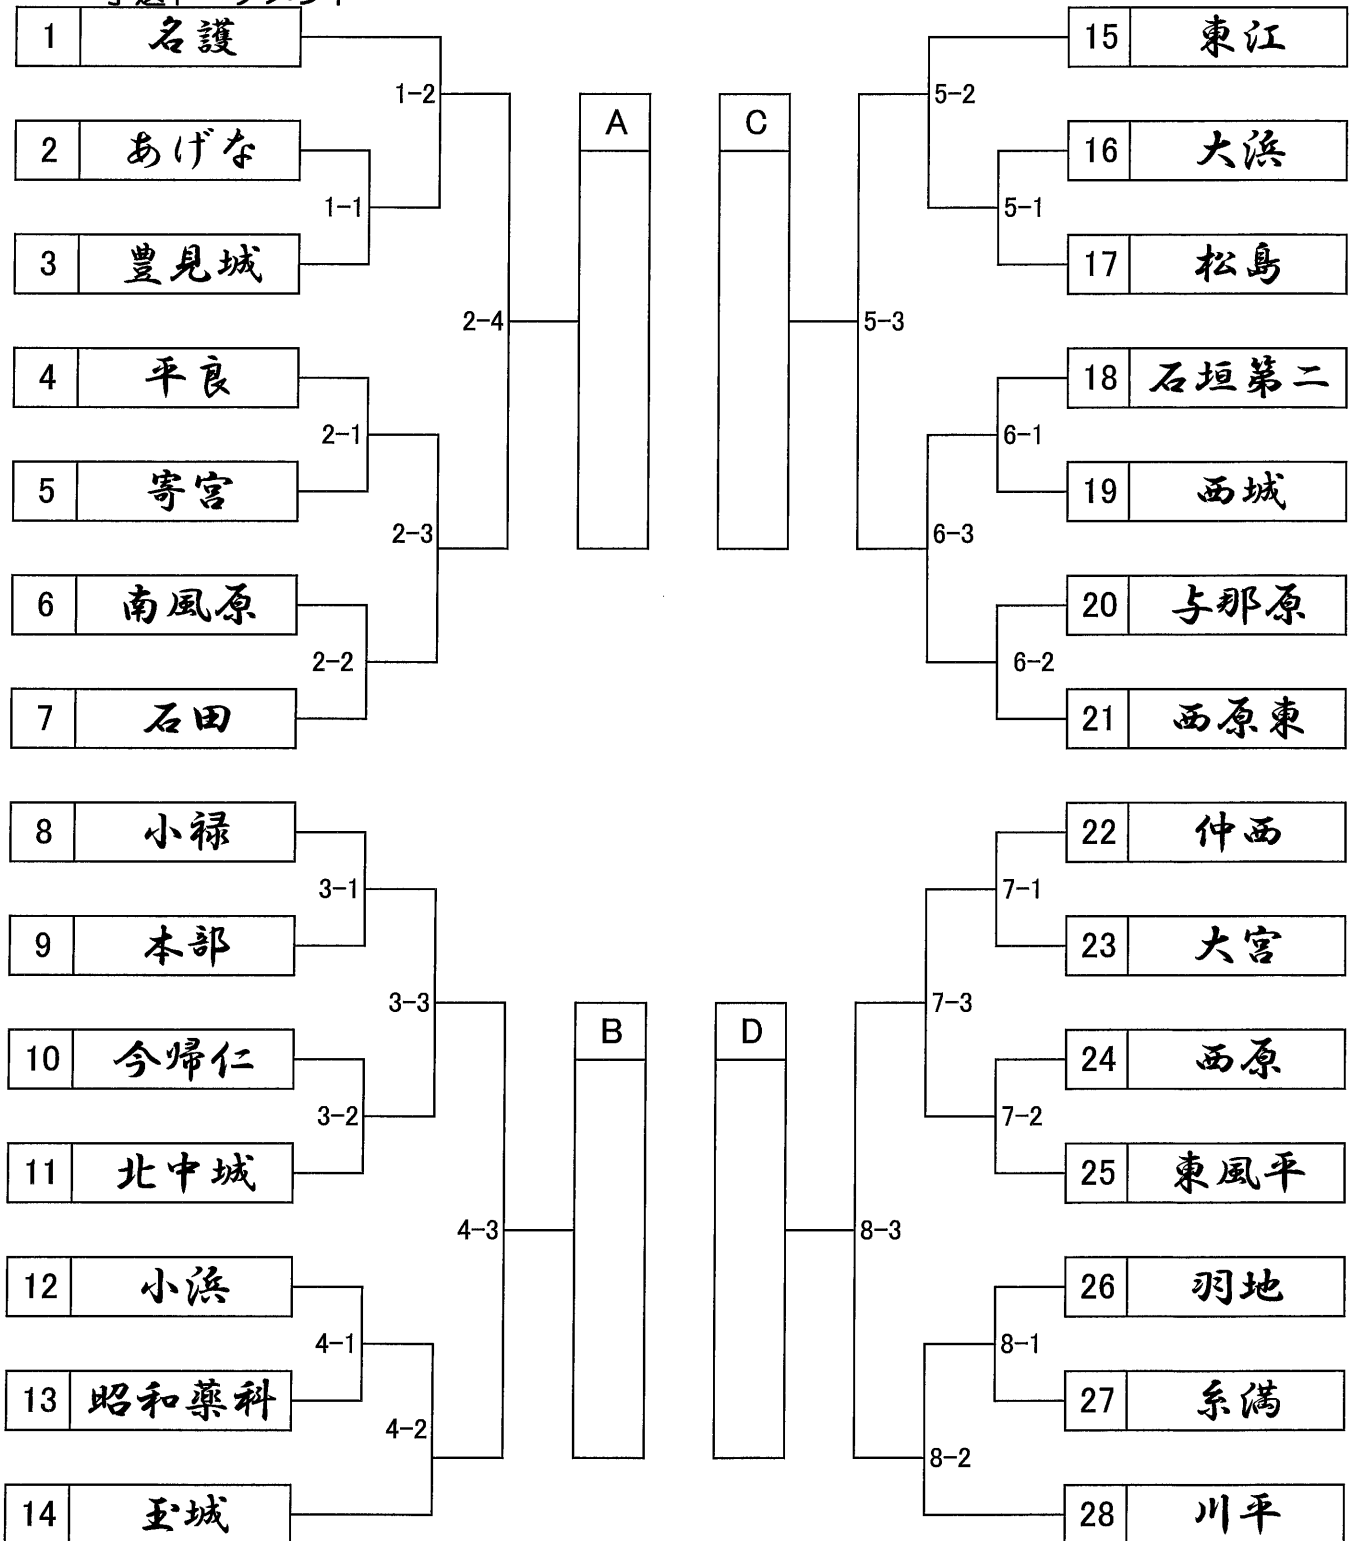 1 名護
1-2
2 あげな
1-1
3 豊見城
2-4
4 平良
2-1
5 寄宮
2-3
6 南風原
2-2
7 石田
A
8 小禄
3-1
9 本部
3-3
10 今帰仁
3-2
11 北中城
4-3
12 小浜
4-1
13 昭和薬科
4-2
14 玉城
B
C
15 東江
5-2
16 大浜
5-1
17 松島
5-3
18 石垣第二
6-1
19 西城
6-3
20 与那原
6-2
21 西原東
D
22 仲西
7-1
23 大宮
7-3
24 西原
7-2
25 東風平
8-3
26 羽地
8-1
27 糸満
8-2
28 川平